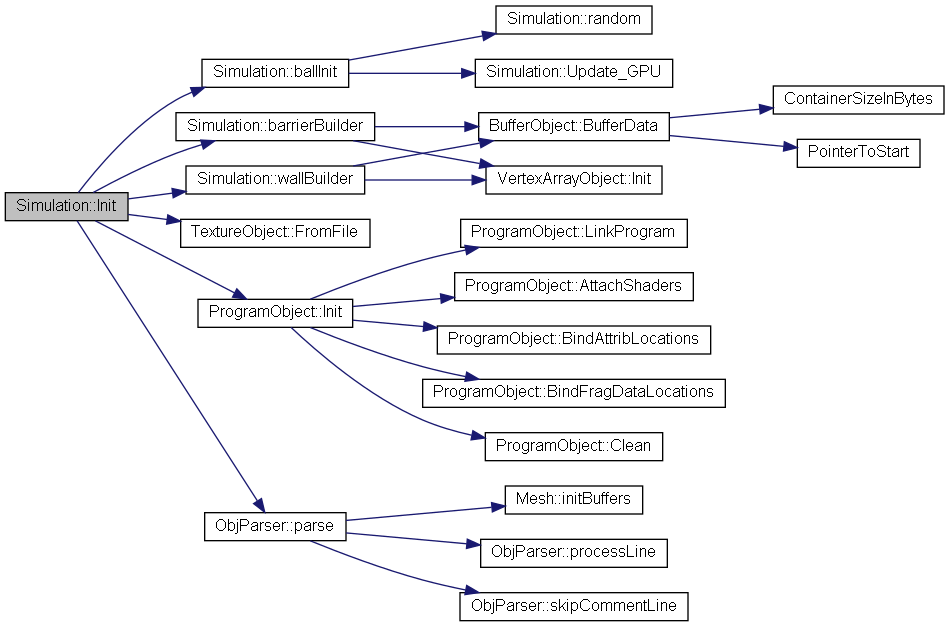 Simulation::Init
Simulation::ballInit
Simulation::random
Simulation::Update_GPU
Simulation::barrierBuilder
BufferObject::BufferData
ContainerSizeInBytes
PointerToStart
Simulation::wallBuilder
VertexArrayObject::Init
TextureObject::FromFile
ProgramObject::Init
ProgramObject::LinkProgram
ProgramObject::AttachShaders
ProgramObject::BindAttribLocations
ProgramObject::BindFragDataLocations
ProgramObject::Clean
ObjParser::parse
Mesh::initBuffers
ObjParser::processLine
ObjParser::skipCommentLine